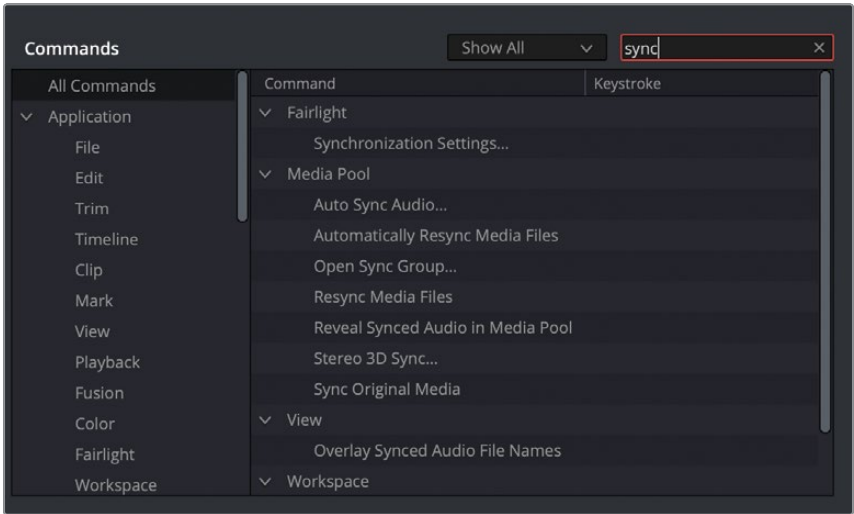 Commands
Show All
sync
All Commands
Application
File
Edit
Trim
Timeline
Clip
Mark
View
Playback
Fusion
Color
Fairlight
Workspace
Command Keystroke
Fairlight
Synchronization Settings...
Media Pool
Auto Sync Audio...
Automatically Resync Media Files
Open Sync Group...
Resync Media Files
Reveal Synced Audio in Media Pool
Stereo 3D Sync...
Sync Original Media
View
Overlay Synced Audio File Names
Workspace